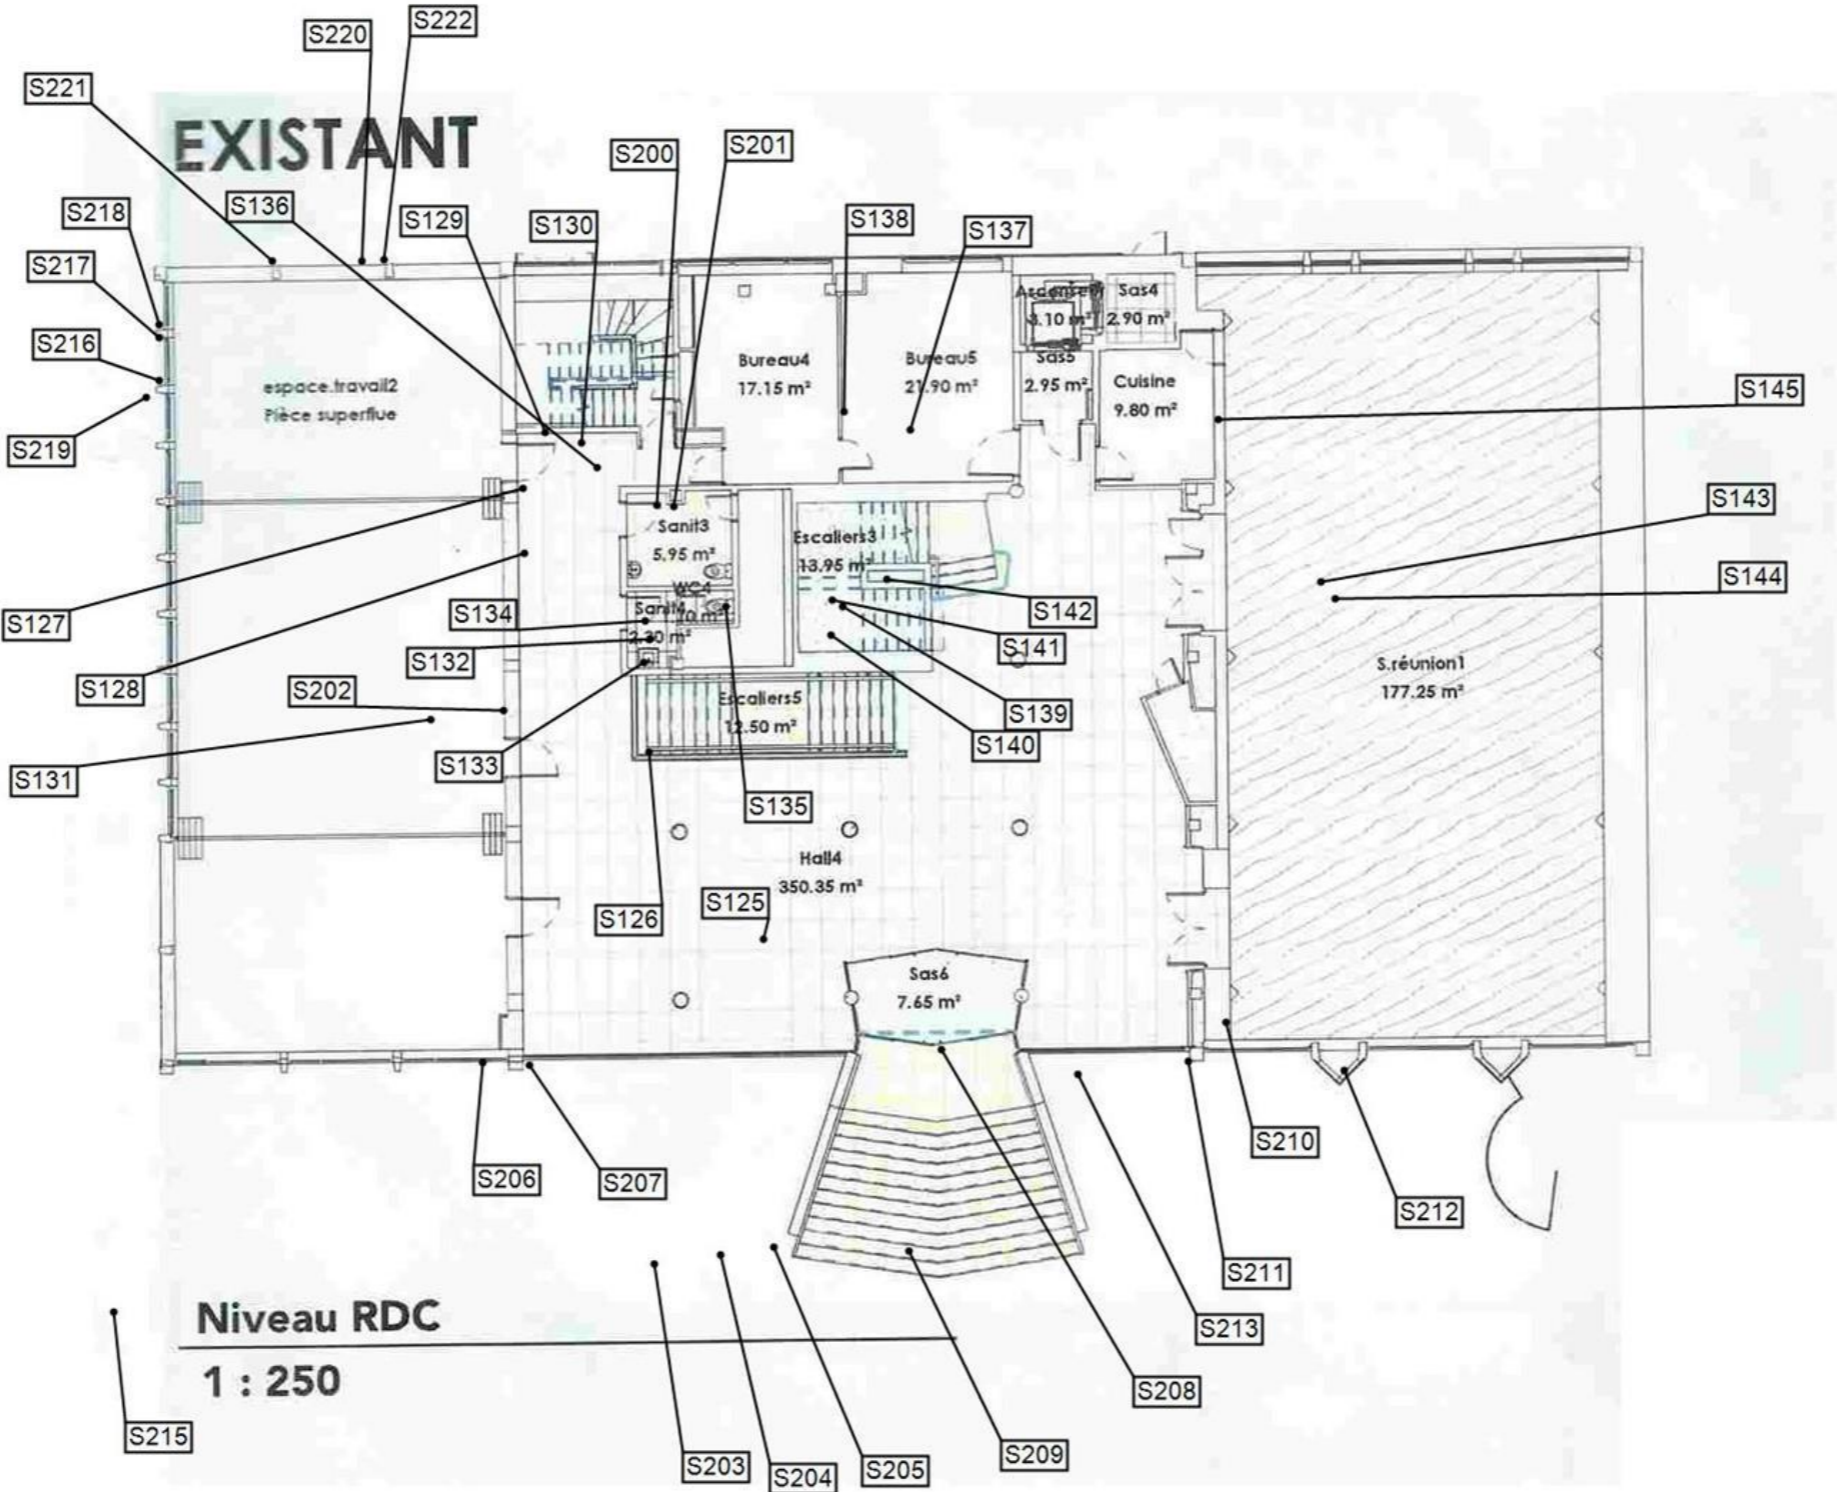 S222
S220
S221
EXISTANT
S201
S200
S136
S218
S129
S130
S138
S137
S217
Ascenseur
3.10 m²
Sas4
2.90 m²
S216
Bureau4
17.15 m²
Bureau5
21.90 m²
Sas5
2.95 m²
Cuisine
9.80 m²
espace.travail2
Pièce superflue
S145
S219
S143
Sanit3
5.95 m²
Escaliers3
13.95 m²
S144
WC4
S142
S134
Sanit4
2.30 m²
S127
S141
S132
S.réunion1
177.25 m²
S128
S202
Escaliers5
12.50 m²
S139
S140
S133
S131
S135
Hall4
350.35 m²
S125
S126
Sas6
7.65 m²
S210
S206
S207
S212
S211
Niveau RDC
S213
1 : 250
S208
S215
S209
S203
S205
S204